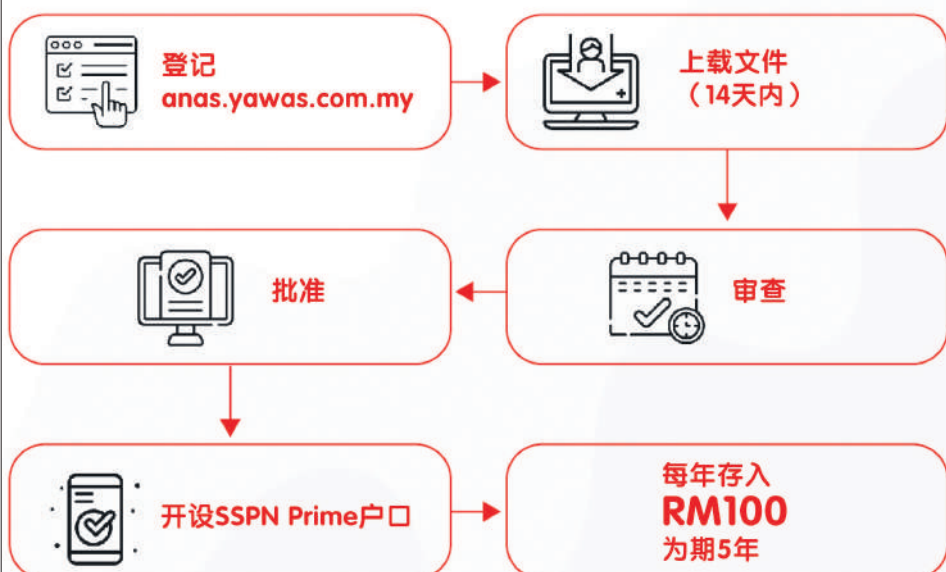 登记
anas.yawas.com.my
上载文件
（14天内）
审查
批准
开设SSPN Prime户口
每年存入
RM100
为期5年